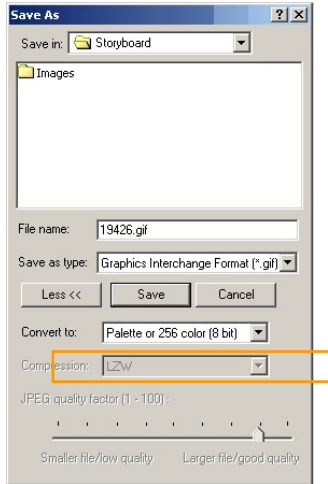 Save As
Save in: Storyboard
Images
File name: 19426.gif
Save as type: Graphics Interchange Format (*.gif)
Less << Save Cancel
Convert to: Palette or 256 color (8 bit)
Compression: LZW
JPEG quality factor (1 - 100) :
Smaller file/low quality Larger file/good quality